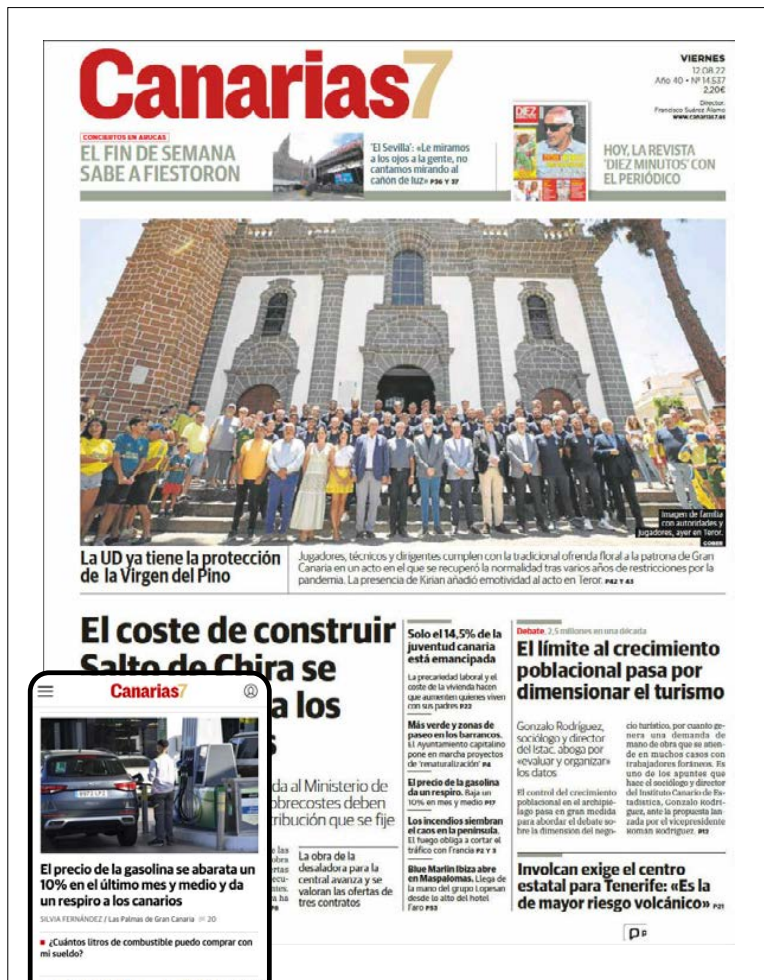 Canarias7
VIERNES
12.08.22
Año 40 • Nº 14.537
2,20€
Director:
Francisco Suárez Álamo
www.canarias7.es
CONCIERTOS EN ARUCAS
EL FIN DE SEMANA
SABE A FIESTORON
'El Sevilla': «Le miramos
a los ojos a la gente, no
cantamos mirando al
cañón de luz» P36 Y 37
DIEZ
HOY, LA REVISTA
'DIEZ MINUTOS' CON
EL PERIÓDICO
Imagen de familia
con autoridades y
jugadores, ayer en Teror.
COBER
La UD ya tiene la protección
de la Virgen del Pino
Jugadores, técnicos y dirigentes cumplen con la tradicional ofrenda floral a la patrona de Gran
Canaria en un acto en el que se recuperó la normalidad tras varios años de restricciones por la
pandemia. La presencia de Kirian añadió emotividad al acto en Teror. P42 Y 43
El coste de construir
Salto de Chira se
a los
s
da al Ministerio de
obrecostes deben
tribución que se fije
La obra de la
desaladora para la
central avanza y se
valoran las ofertas de
tres contratos
Solo el 14,5% de la
juventud canaria
está emancipada
La precariedad laboral y el
coste de la vivienda hacen
que aumenten quienes viven
con sus padres P22
Más verde y zonas de
paseo en los barrancos.
El Ayuntamiento capitalino
pone en marcha proyectos
de 'renaturalización' P4
El precio de la gasolina
da un respiro. Baja un
10% en mes y medio P17
Los incendios siembran
el caos en la península.
El fuego obliga a cortar el
tráfico con Francia P2 Y 3
Blue Marlin Ibiza abre
en Maspalomas. Llega de
la mano del grupo Lopesan
desde lo alto del hotel
Faro P53
Debate. 2,5 millones en una década
El límite al crecimiento
poblacional pasa por
dimensionar el turismo
Gonzalo Rodríguez,
sociólogo y director
del Istac, aboga por
«evaluar y organizar»
los datos
El control del crecimiento
poblacional en el archipié-
lago pasa en gran medida
para abordar el debate so-
bre la dimensión del nego-
cio turístico, por cuanto ge-
nera una demanda de
mano de obra que se atien-
de en muchos casos con
trabajadores foráneos. Es
uno de los apuntes que
hace el sociólogo y director
del Instituto Canario de Es-
tadística, Gonzalo Rodrí-
guez, ante la propuesta lan-
zada por el vicepresidente
Román Rodríguez. P12
Involcan exige el centro
estatal para Tenerife: «Es la
de mayor riesgo volcánico» P21
Canarias7
El precio de la gasolina se abarata un
10% en el último mes y medio y da
un respiro a los canarios
SILVIA FERNÁNDEZ / Las Palmas de Gran Canaria 20
¿Cuántos litros de combustible puedo comprar con
mi sueldo?